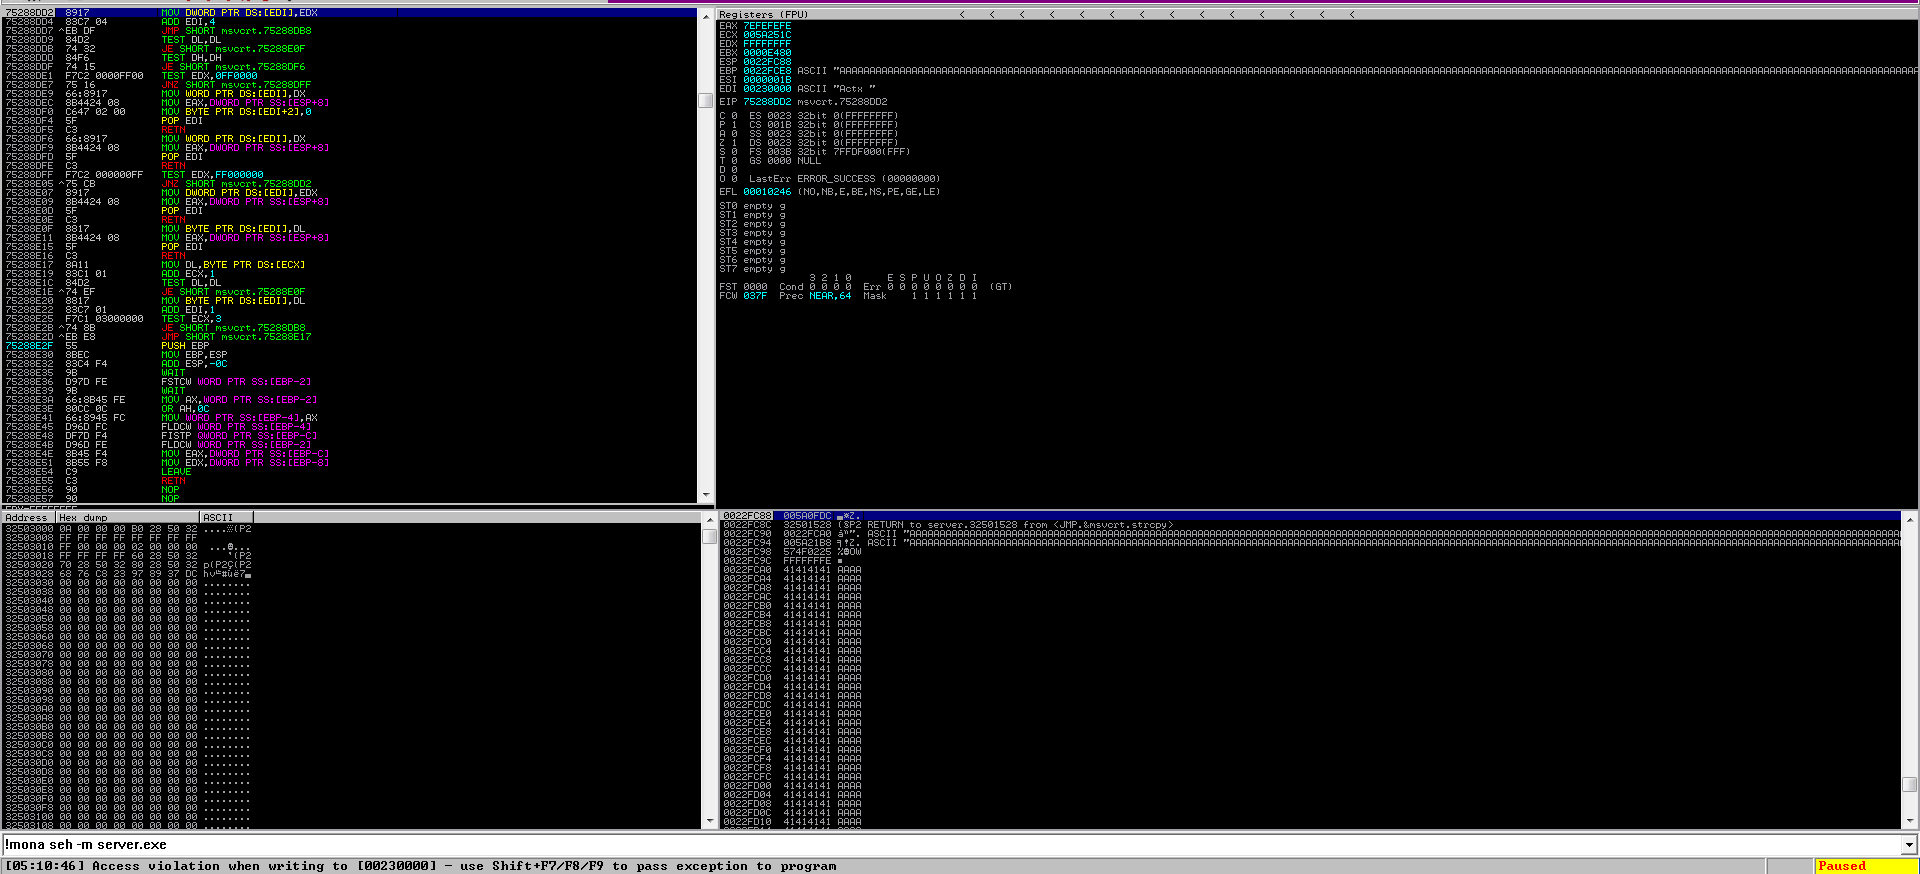 75288DD2 8917 MOV DWORD PTR DS:[EDI],EDX
75288DD4 83C7 04 ADD EDI,4
75288DD7 ^EB DF JMP SHORT msvcrt.75288DB8
75288DD9 84D2 TEST DL,DL
75288DDB 74 32 JE SHORT msvcrt.75288E0F
75288DDD 84F6 TEST DH,DH
75288DDF 74 15 JE SHORT msvcrt.75288DF6
75288DE1 F7C2 0000FF00 TEST EDX,0FF0000
75288DE7 75 16 JNZ SHORT msvcrt.75288DFF
75288DE9 66:8917 MOV WORD PTR DS:[EDI],DX
75288DEC 8B4424 08 MOV EAX,DWORD PTR SS:[ESP+8]
75288DF0 C647 02 00 MOV BYTE PTR DS:[EDI+2],0
75288DF4 5F POP EDI
75288DF5 C3 RETN
75288DF6 66:8917 MOV WORD PTR DS:[EDI],DX
75288DF9 8B4424 08 MOV EAX,DWORD PTR SS:[ESP+8]
75288DFD 5F POP EDI
75288DFE C3 RETN
75288DFF F7C2 000000FF TEST EDX,FF000000
75288E05 ^75 CB JNZ SHORT msvcrt.75288DD2
75288E07 8917 MOV DWORD PTR DS:[EDI],EDX
75288E09 8B4424 08 MOV EAX,DWORD PTR SS:[ESP+8]
75288E0D 5F POP EDI
75288E0E C3 RETN
75288E0F 8817 MOV BYTE PTR DS:[EDI],DL
75288E11 8B4424 08 MOV EAX,DWORD PTR SS:[ESP+8]
75288E15 5F POP EDI
75288E16 C3 RETN
75288E17 8A11 MOV DL,BYTE PTR DS:[ECX]
75288E19 83C1 01 ADD ECX,1
75288E1C 84D2 TEST DL,DL
75288E1E ^74 EF JE SHORT msvcrt.75288E0F
75288E20 8817 MOV BYTE PTR DS:[EDI],DL
75288E22 83C7 01 ADD EDI,1
75288E25 F7C1 03000000 TEST ECX,3
75288E2B ^74 8B JE SHORT msvcrt.75288DB8
75288E2D ^EB E8 JMP SHORT msvcrt.75288E17
75288E2F 55 PUSH EBP
75288E30 8BEC MOV EBP,ESP
75288E32 83C4 F4 ADD ESP,-0C
75288E35 9B WAIT
75288E36 D97D FE FSTCW WORD PTR SS:[EBP-2]
75288E39 9B WAIT
75288E3A 66:8B45 FE MOV AX,WORD PTR SS:[EBP-2]
75288E3E 80CC 0C OR AH,0C
75288E41 66:8945 FC MOV WORD PTR SS:[EBP-4],AX
75288E45 D96D FC FLDCW WORD PTR SS:[EBP-4]
75288E48 DF7D F4 FISTP QWORD PTR SS:[EBP-C]
75288E4B D96D FE FLDCW WORD PTR SS:[EBP-2]
75288E4E 8B45 F4 MOV EAX,DWORD PTR SS:[EBP-C]
75288E51 8B55 F8 MOV EDX,DWORD PTR SS:[EBP-8]
75288E54 C9 LEAVE
75288E55 C3 RETN
75288E56 90 NOP
75288E57 90 NOP
Registers (FPU) < < < < < < < < < < < < < <
EAX 7EFEFEFE
ECX 005A251C
EDX FFFFFFFF
EBX 0000E480
ESP 0022FC88
EBP 0022FCE8 ASCII
ESI 0000001B
EDI 00230000 ASCII "Actx "
EIP 75288DD2 msvcrt.75288DD2
C 0 ES 0023 32bit 0(FFFFFFFF)
P 1 CS 001B 32bit 0(FFFFFFFF)
A 0 SS 0023 32bit 0(FFFFFFFF)
Z 1 DS 0023 32bit 0(FFFFFFFF)
S 0 FS 003B 32bit 7FFDF000(FFF)
T 0 GS 0000 NULL
D 0
O 0 LastErr ERROR_SUCCESS (00000000)
EFL 00010246 (NO,NB,E,BE,NS,PE,GE,LE)
ST0 empty g
ST1 empty g
ST2 empty g
ST3 empty g
ST4 empty g
ST5 empty g
ST6 empty g
ST7 empty g
3 2 1 0 E S P U O Z D I
FST 0000 Cond 0 0 0 0 Err 0 0 0 0 0 0 0 0 (GT)
FCW 037F Prec NEAR,64 Mask 1 1 1 1 1 1
Address Hex dump ASCII
32503000 0A 00 00 00 B0 28 50 32
32503008 FF FF FF FF FF FF FF FF
32503010 FF 00 00 00 02 00 00 00
32503018 FF FF FF FF 60 28 50 32 `(P2
32503020 70 28 50 32 80 28 50 32 p(P2Ç(P2
32503028 68 76 C8 23 97 89 37 DC
32503030 00 00 00 00 00 00 00 00 ........
32503038 00 00 00 00 00 00 00 00 ........
32503040 00 00 00 00 00 00 00 00 ........
32503048 00 00 00 00 00 00 00 00 ........
32503050 00 00 00 00 00 00 00 00 ........
32503058 00 00 00 00 00 00 00 00 ........
32503060 00 00 00 00 00 00 00 00 ........
32503068 00 00 00 00 00 00 00 00 ........
32503070 00 00 00 00 00 00 00 00 ........
32503078 00 00 00 00 00 00 00 00 ........
32503080 00 00 00 00 00 00 00 00 ........
32503088 00 00 00 00 00 00 00 00 ........
32503090 00 00 00 00 00 00 00 00 ........
32503098 00 00 00 00 00 00 00 00 ........
325030A0 00 00 00 00 00 00 00 00 ........
325030A8 00 00 00 00 00 00 00 00 ........
325030B0 00 00 00 00 00 00 00 00 ........
325030B8 00 00 00 00 00 00 00 00 ........
325030C0 00 00 00 00 00 00 00 00 ........
325030C8 00 00 00 00 00 00 00 00 ........
325030D0 00 00 00 00 00 00 00 00 ........
325030D8 00 00 00 00 00 00 00 00 ........
325030E0 00 00 00 00 00 00 00 00 ........
325030E8 00 00 00 00 00 00 00 00 ........
325030F0 00 00 00 00 00 00 00 00 ........
325030F8 00 00 00 00 00 00 00 00 ........
32503100 00 00 00 00 00 00 00 00 ........
32503108 00 00 00 00 00 00 00 00 ........
0022FC88 005A0FDC
0022FC8C 32501528 (§P2 RETURN to server.32501528 from <JMP.&msvcrt.strcpy>
0022FC90 0022FCA0 ASCII
0022FC94 005A21B8 ASCII
0022FC98 574F0225
0022FC9C FFFFFFFE
0022FCA0 41414141 AAAA
0022FCA4 41414141 AAAA
0022FCA8 41414141 AAAA
0022FCAC 41414141 AAAA
0022FCB0 41414141 AAAA
0022FCB4 41414141 AAAA
0022FCB8 41414141 AAAA
0022FCBC 41414141 AAAA
0022FCC0 41414141 AAAA
0022FCC4 41414141 AAAA
0022FCC8 41414141 AAAA
0022FCCC 41414141 AAAA
0022FCD0 41414141 AAAA
0022FCD4 41414141 AAAA
0022FCD8 41414141 AAAA
0022FCDC 41414141 AAAA
0022FCE0 41414141 AAAA
0022FCE4 41414141 AAAA
0022FCE8 41414141 AAAA
0022FCEC 41414141 AAAA
0022FCF0 41414141 AAAA
0022FCF4 41414141 AAAA
0022FCF8 41414141 AAAA
0022FCFC 41414141 AAAA
0022FD00 41414141 AAAA
0022FD04 41414141 AAAA
0022FD08 41414141 AAAA
0022FD0C 41414141 AAAA
0022FD10 41414141 AAAA
!mona seh -m server.exe
[05:10:46] Access violation when writing to [00230000] - use Shift+F7/F8/F9 to pass exception to program
Paused